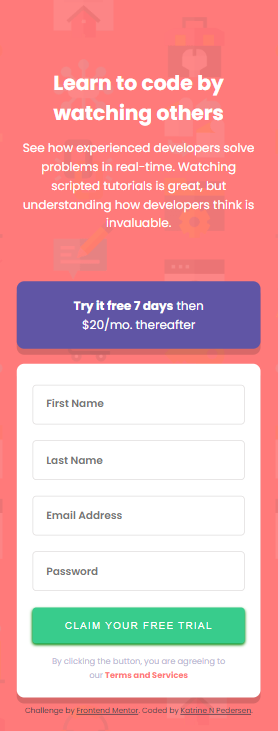 Learn to code by
watching others
See how experienced developers solve
problems in real-time. Watching
scripted tutorials is great, but
understanding how developers think is
invaluable.
Try it free 7 days then
$20/mo. thereafter
First Name
Last Name
Email Address
Password
CLAIM YOUR FREE TRIAL
By clicking the button, you are agreeing to
our Terms and Services
Challenge by Frontend Mentor. Coded by Katrine N Pedersen.